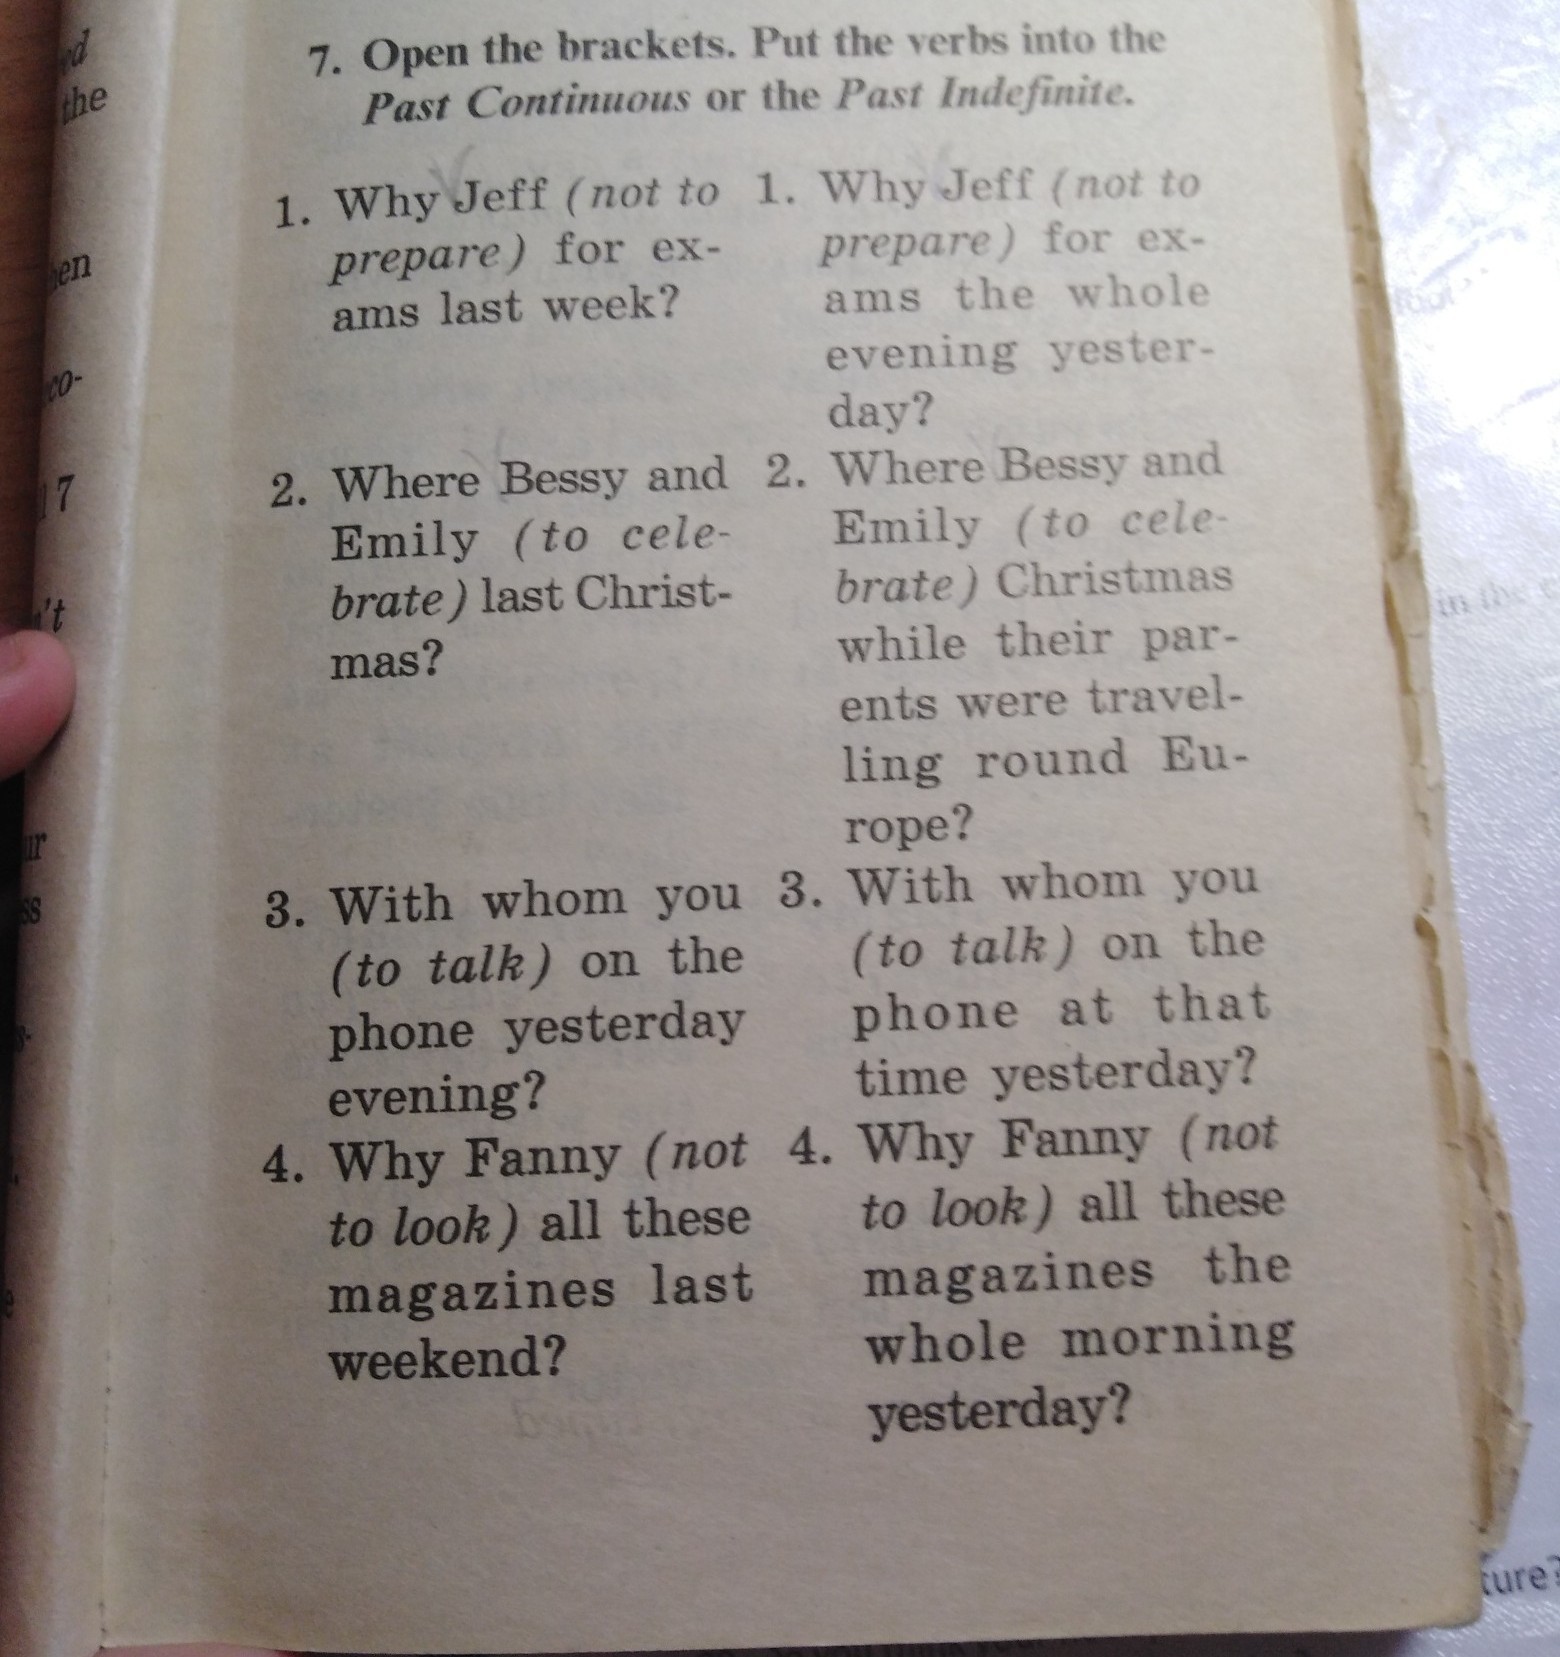 7. Open the brackets. Put the verbs into the
Past Continuous or the Past Indefinite.
1. Why Jeff (not to
prepare) for ex-
ams last week?
2. Where Bessy and
Emily (to cele-
brate) last Christ-
mas?
3. With whom you
(to talk) on the
phone yesterday
evening?
4. Why Fanny (not
to look) all these
magazines last
weekend?
1. Why Jeff (not to
prepare) for ex-
ams the whole
evening yester-
day?
2. Where Bessy and
Emily (to cele-
brate) Christmas
while their par-
ents were travel-
ling round Eu-
rope?
3. With whom you
(to talk) on the
phone at that
time yesterday?
4. Why Fanny (not
to look) all these
magazines the
whole morning
yesterday?
the
7
in the